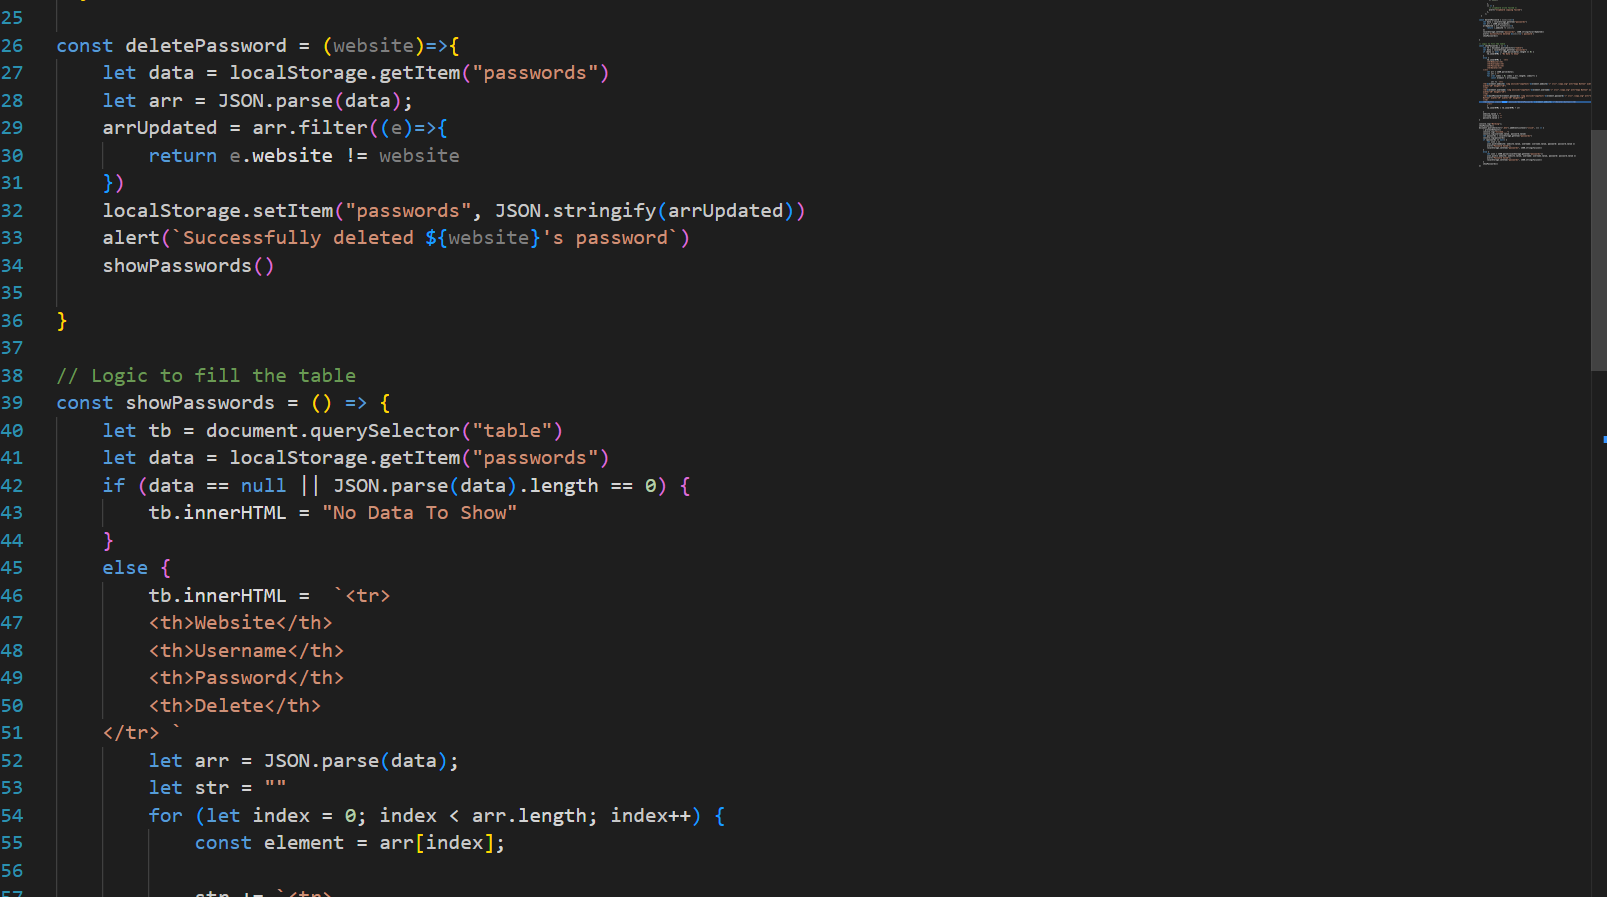 25
26 const deletePassword = (website)=>{
27 let data = localStorage.getItem("passwords")
28 let arr = JSON.parse(data);
29 arrUpdated = arr.filter((e)=>{
30 return e.website != website
31 })
32 localStorage.setItem("passwords", JSON.stringify(arrUpdated))
33 alert(`Successfully deleted ${website}'s password`)
34 showPasswords()
35
36 }
37
38 // Logic to fill the table
39 const showPasswords = () => {
40 let tb = document.querySelector("table")
41 let data = localStorage.getItem("passwords")
42 if (data == null || JSON.parse(data).length == 0) {
43 tb.innerHTML = "No Data To Show"
44 }
45 else {
46 tb.innerHTML =  `<tr>
47 <th>Website</th>
48 <th>Username</th>
49 <th>Password</th>
50 <th>Delete</th>
51 </tr> `
52 let arr = JSON.parse(data);
53 let str = ""
54 for (let index = 0; index < arr.length; index++) {
55 const element = arr[index];
56
57 str += `<tr>